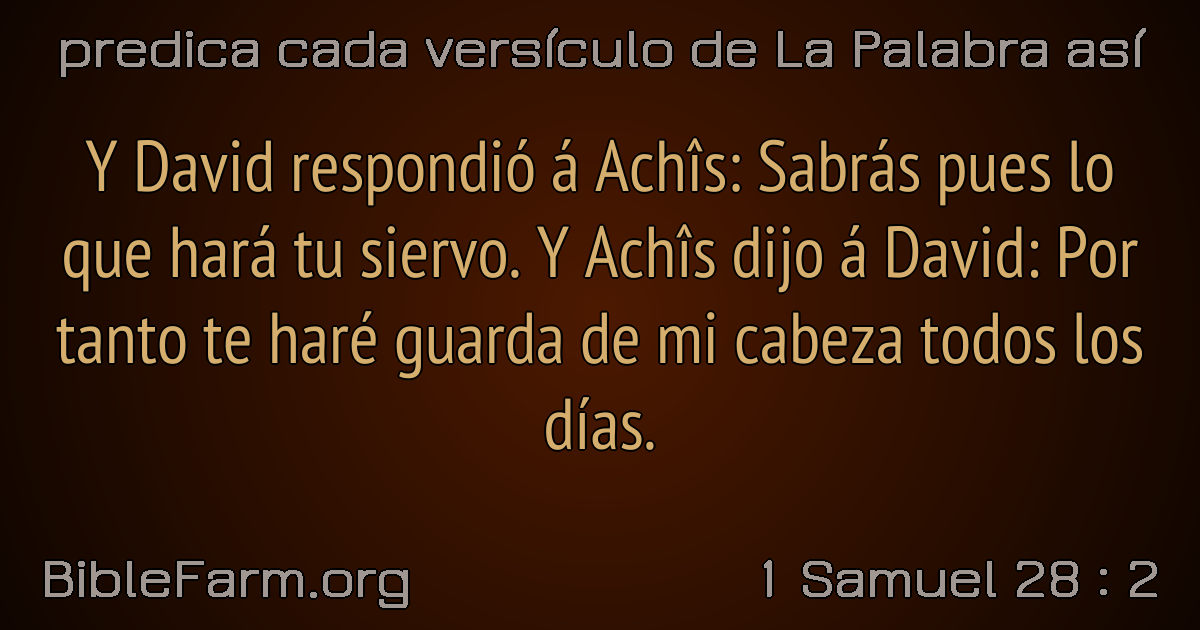 predica cada versículo de La Palabra así
Y David respondió á Achîs: Sabrás pues lo
que hará tu siervo. Y Achîs dijo á David: Por
tanto te haré guarda de mi cabeza todos los
días.
BibleFarm.org
1 Samuel 28 : 2